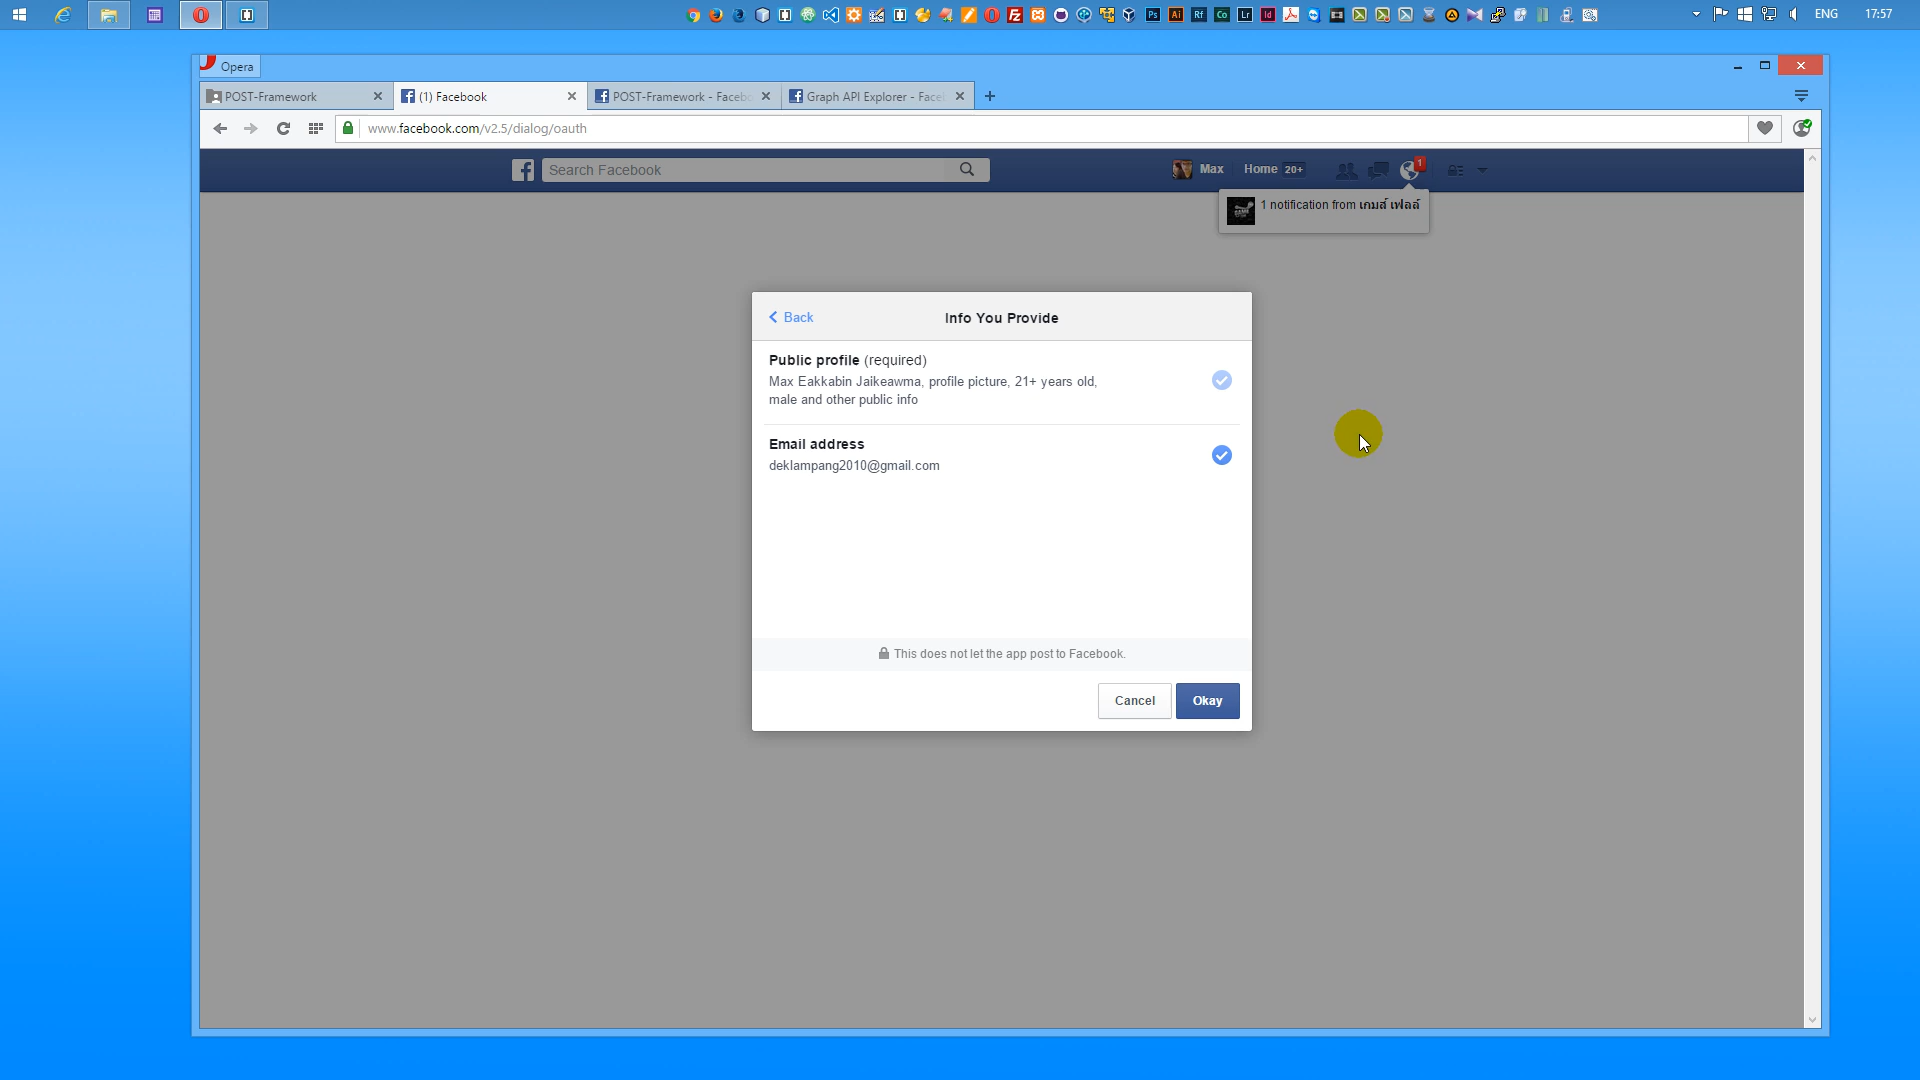 ENG
17:57
Opera
POST-Framework
(1) Facebook
POST-Framework - Facebo
Graph API Explorer - Face
www.facebook.com/v2.5/dialog/oauth
Search Facebook
Max
Home 20+
1
1 notification from เกมส์ เฟลล์
Back
Info You Provide
Public profile (required)
Max Eakkabin Jaikeawma, profile picture, 21+ years old,
male and other public info
Email address
deklampang2010@gmail.com
This does not let the app post to Facebook.
Cancel
Okay